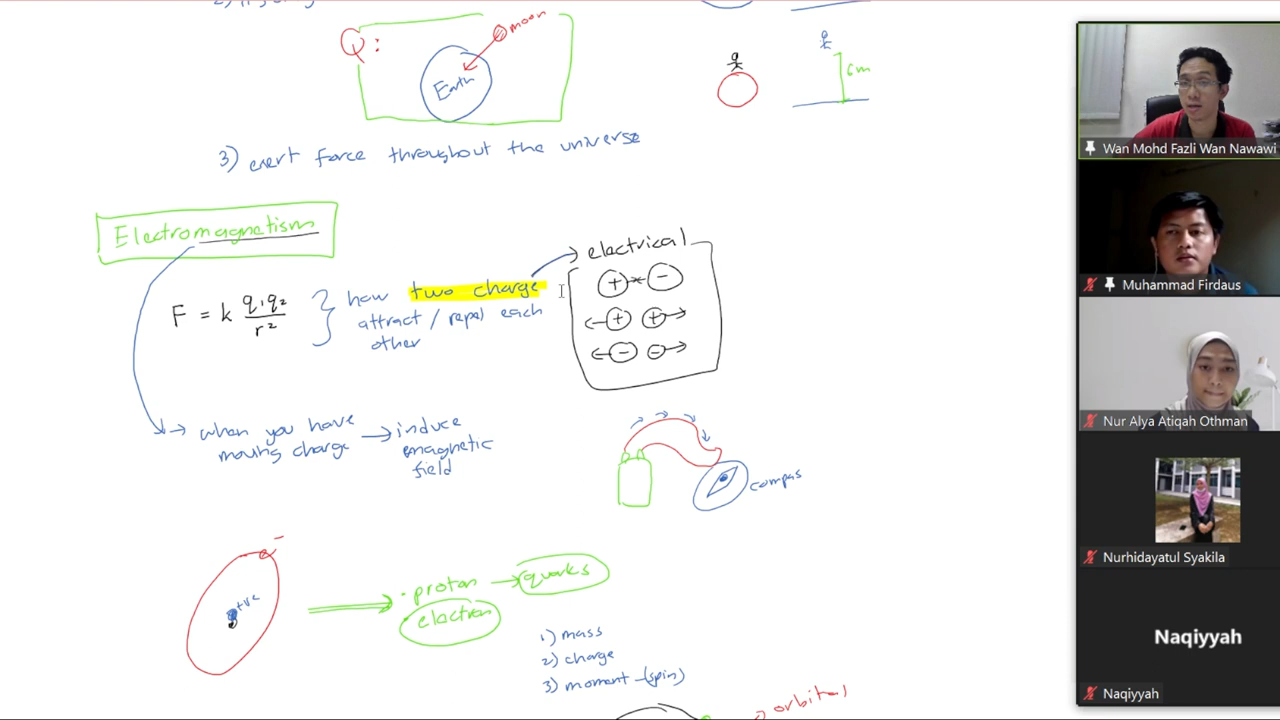 Q:
moon
Earth
6m
3) exert force throughout the universe
Electromagnetism
electrical
+ -
+ +
- -
F = k q1q2/r²
how two charge
attract / repel each
other
when you have
moving charge
induce
magnetic
field
compas
-
+ve
• proton → quarks
electron
1) mass
2) charge
3) moment - (spin)
orbital
Wan Mohd Fazli Wan Nawawi
Muhammad Firdaus
Nur Alya Atiqah Othman
Nurhidayatul Syakila
Naqiyyah
Naqiyyah